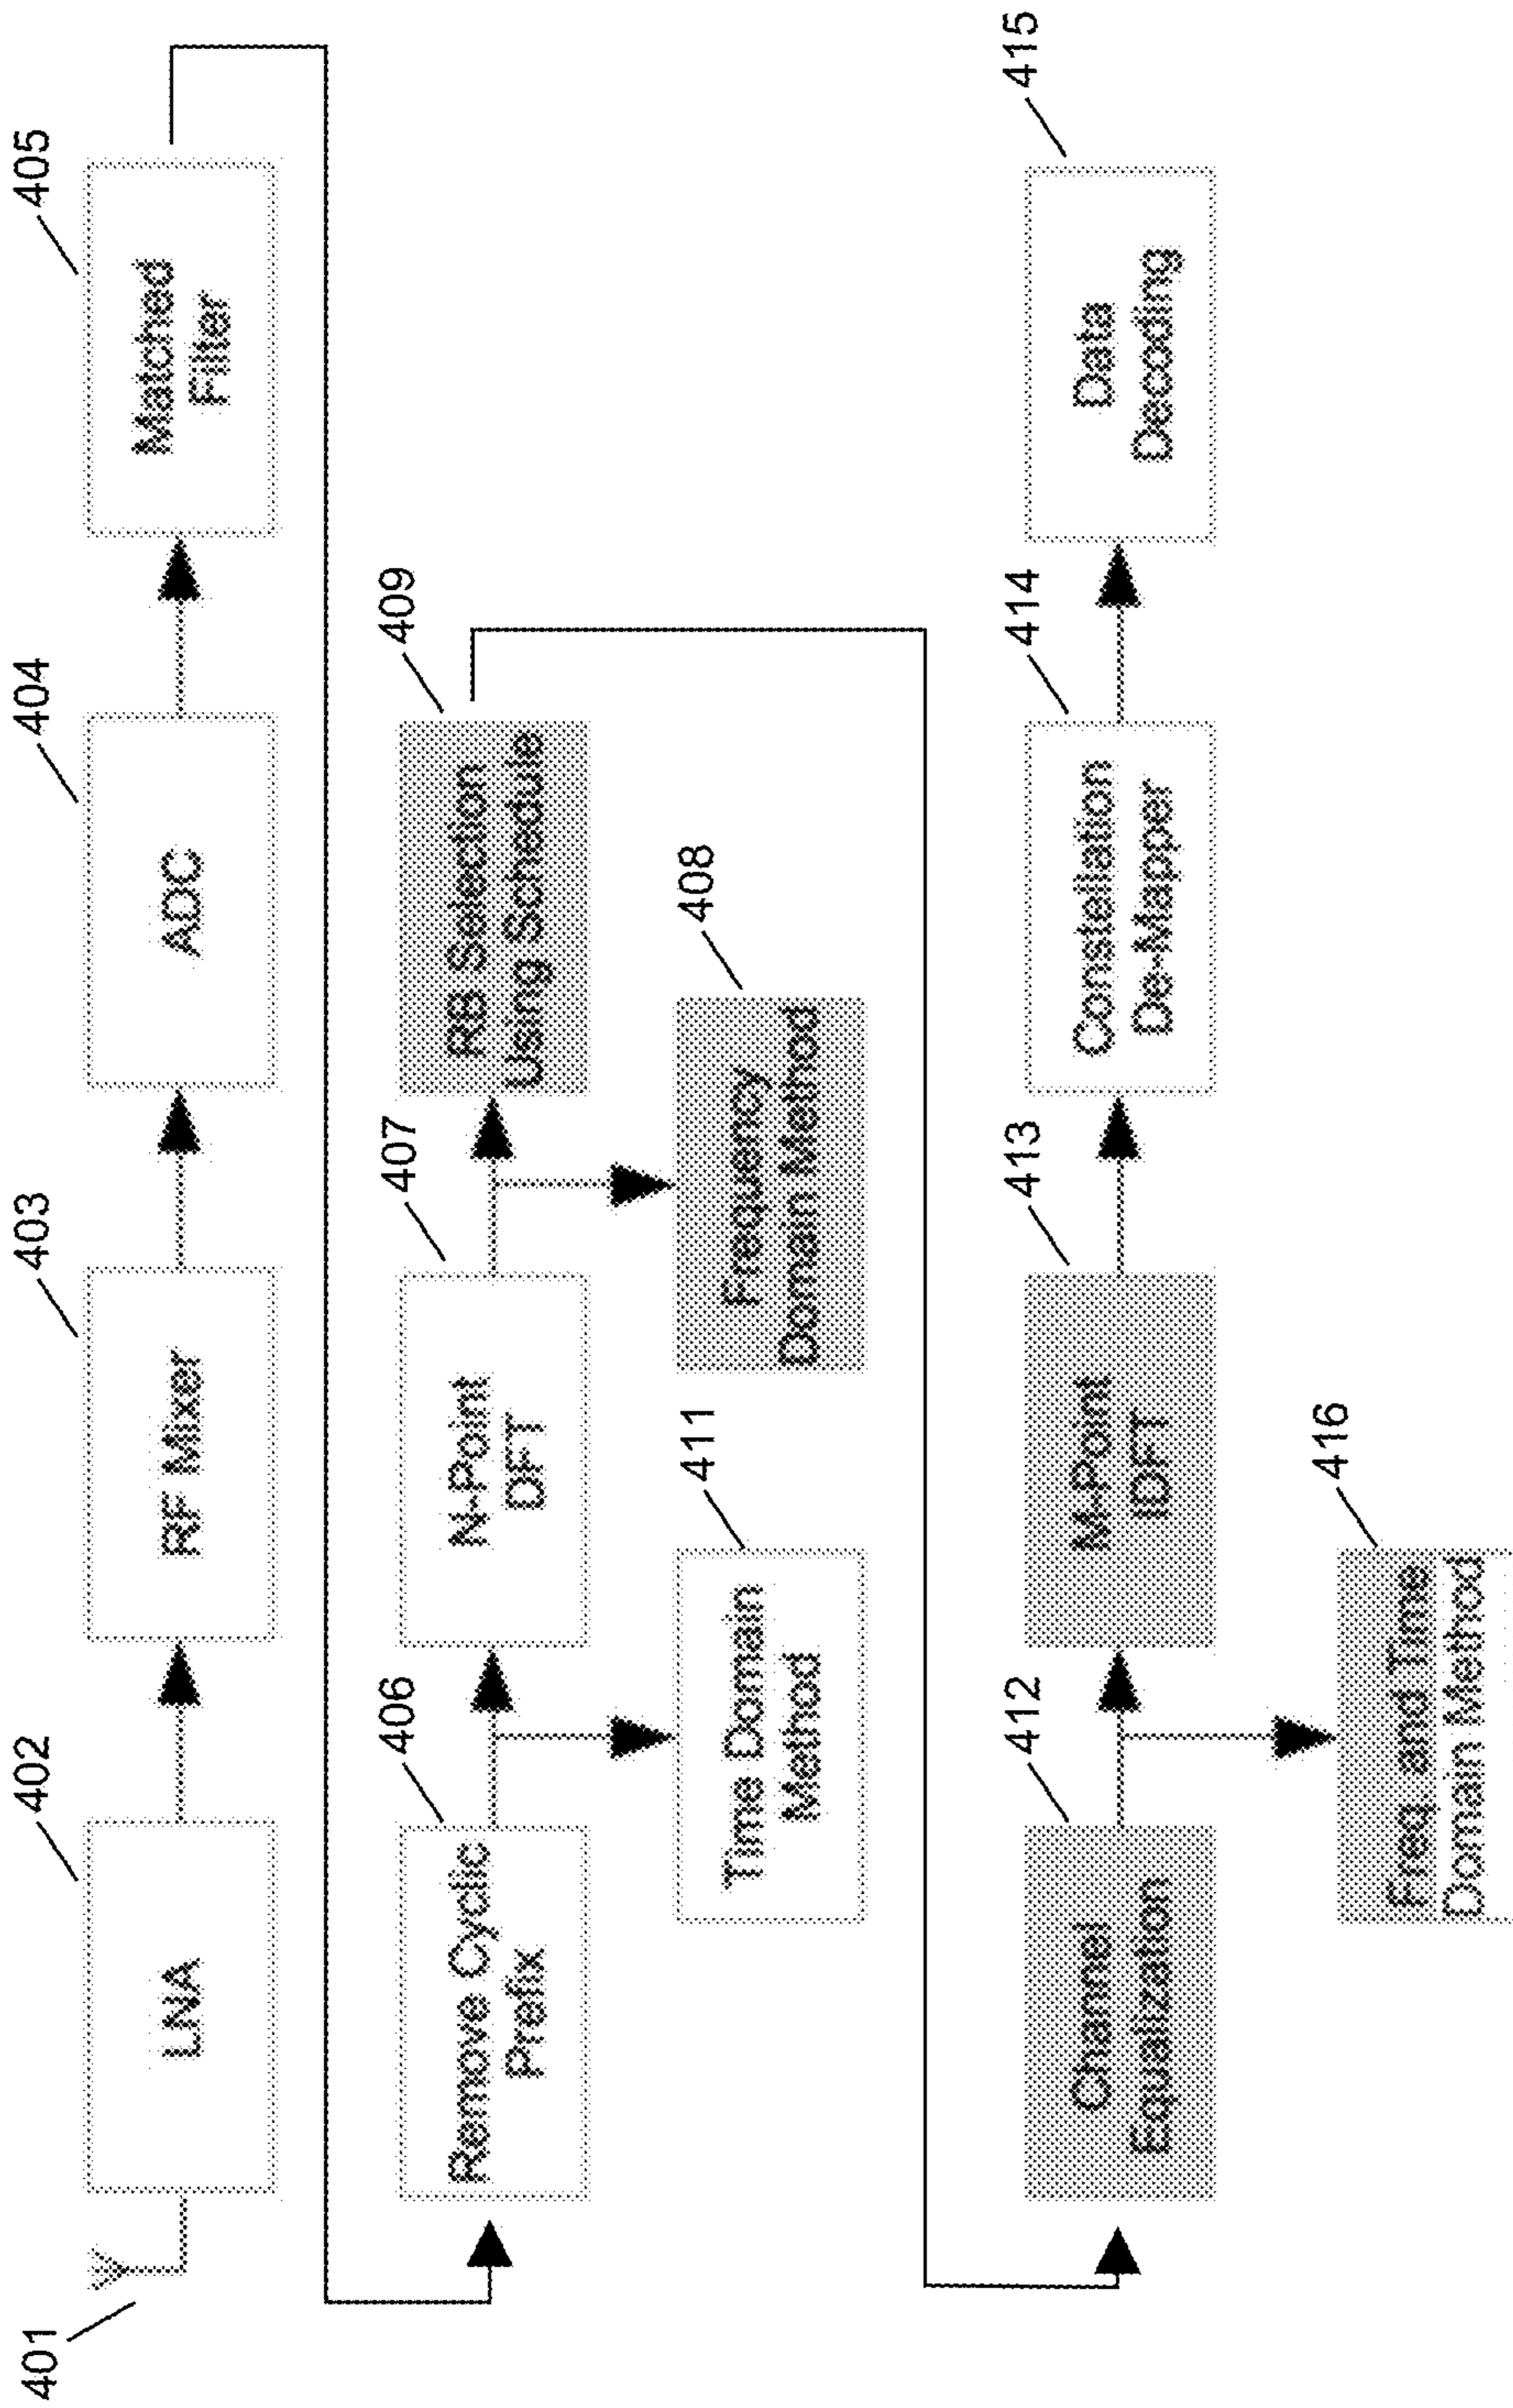 401
402
LNA
403
RF Mixer
404
ADC
405
Matched
Filter
406
Remove Cyclic
Prefix
407
N-Point
DFT
409
RB Selection
Using Schedule
411
Time Domain
Method
408
Frequency
Domain Method
412
Channel
Equalization
413
M-Point
IDFT
414
Constellation
De-Mapper
415
Data
Decoding
416
Freq. and Time
Domain Method